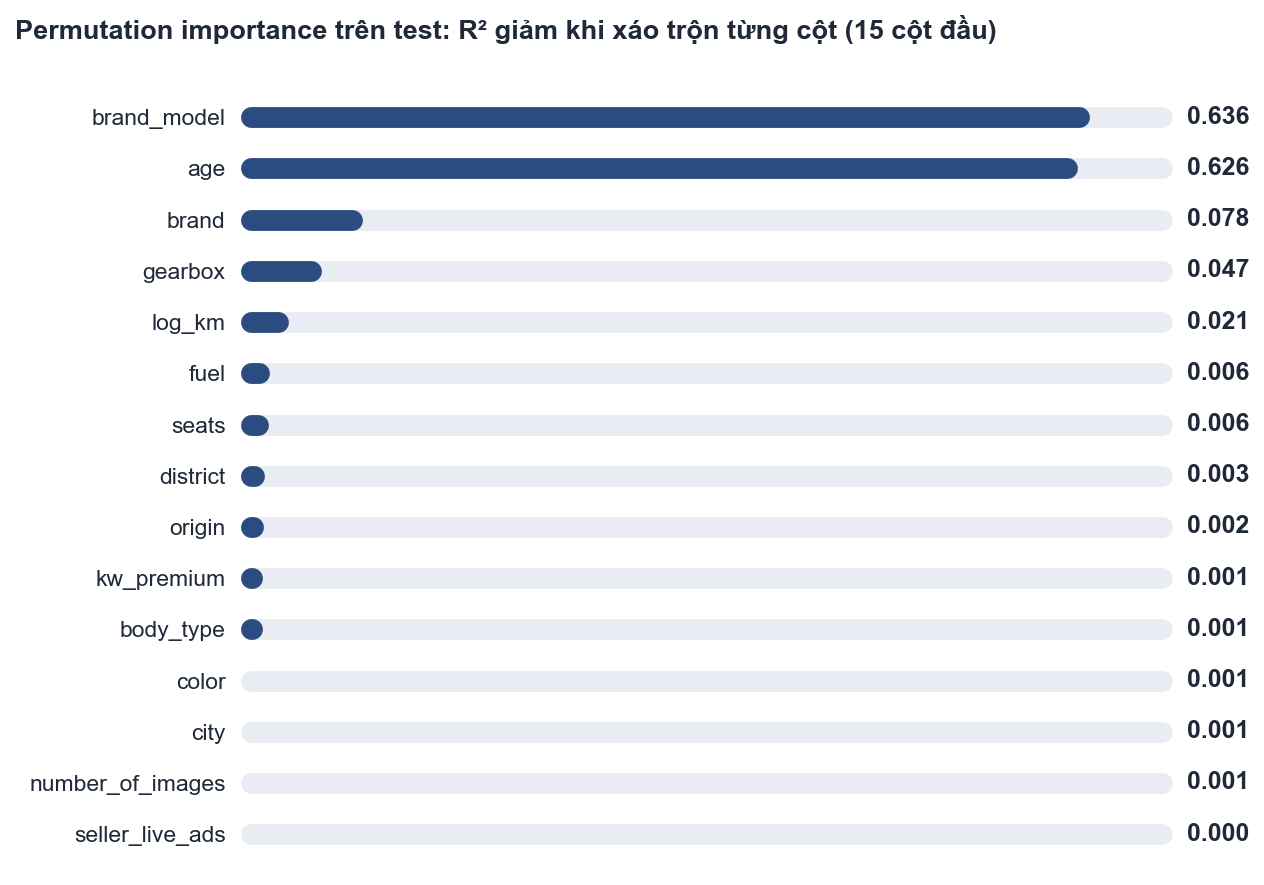 Permutation importance trên test: R² giảm khi xáo trộn từng cột (15 cột đầu)
brand_model 0.636
age 0.626
brand 0.078
gearbox 0.047
log_km 0.021
fuel 0.006
seats 0.006
district 0.003
origin 0.002
kw_premium 0.001
body_type 0.001
color 0.001
city 0.001
number_of_images 0.001
seller_live_ads 0.000